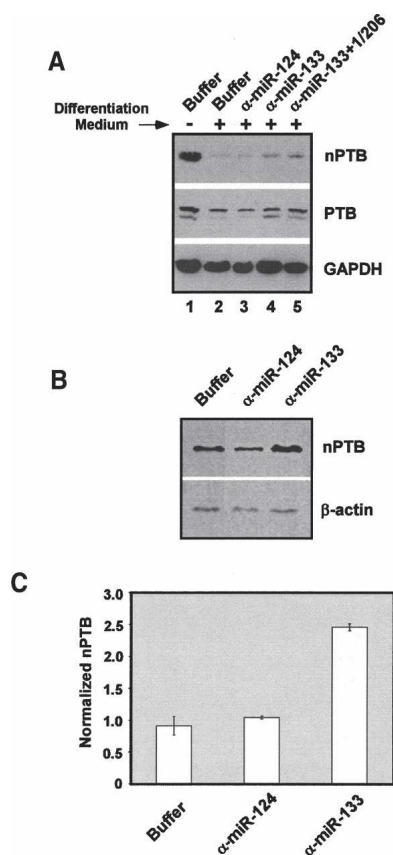 A
Buffer
Buffer
α-miR-124
α-miR-133
α-miR-133+1/206
Differentiation
Medium
- + + + +
nPTB
PTB
GAPDH
1 2 3 4 5
B
Buffer
α-miR-124
α-miR-133
nPTB
β-actin
C
Normalized nPTB
3.0
2.5
2.0
1.5
1.0
0.5
0
Buffer
α-miR-124
α-miR-133